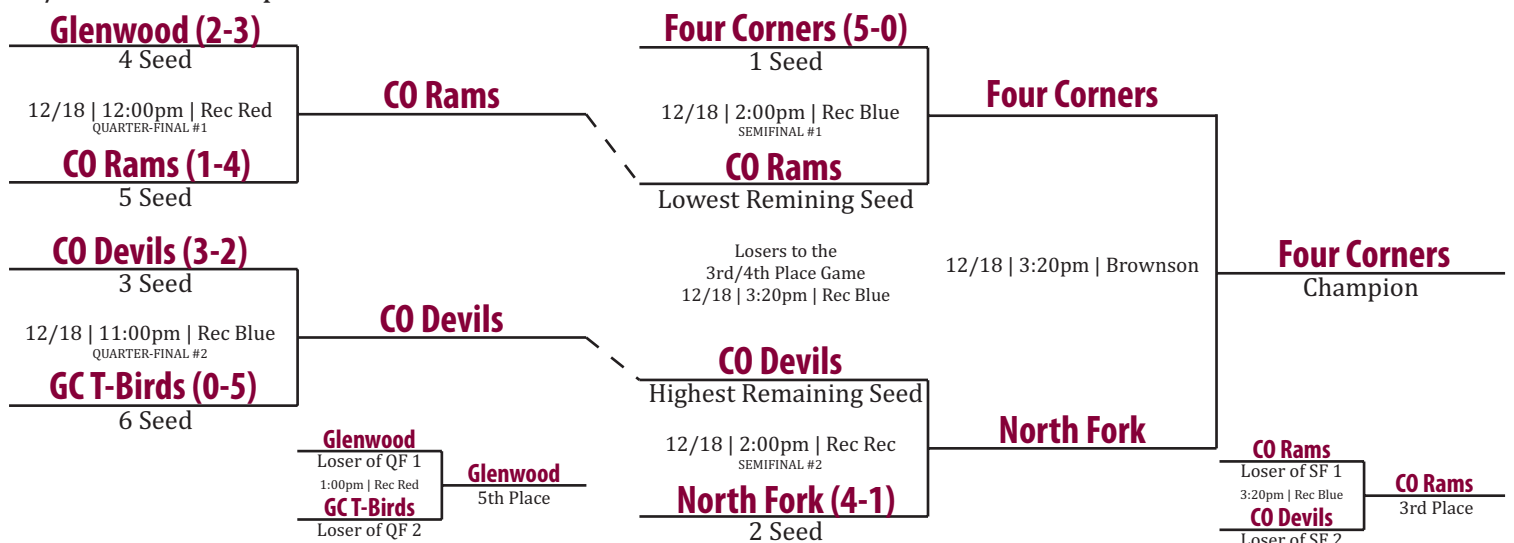 Glenwood (2-3)
4 Seed
12/18 | 12:00pm | Rec Red
QUARTER-FINAL #1
CO Rams (1-4)
5 Seed
CO Rams
CO Devils (3-2)
3 Seed
12/18 | 11:00pm | Rec Blue
QUARTER-FINAL #2
GC T-Birds (0-5)
6 Seed
CO Devils
Glenwood
Loser of QF 1
1:00pm | Rec Red
GC T-Birds
Loser of QF 2
Glenwood
5th Place
Four Corners (5-0)
1 Seed
12/18 | 2:00pm | Rec Blue
SEMIFINAL #1
CO Rams
Lowest Remining Seed
Losers to the
3rd/4th Place Game
12/18 | 3:20pm | Rec Blue
CO Devils
Highest Remaining Seed
12/18 | 2:00pm | Rec Rec
SEMIFINAL #2
North Fork (4-1)
2 Seed
Four Corners
12/18 | 3:20pm | Brownson
North Fork
Four Corners
Champion
CO Rams
Loser of SF 1
3:20pm | Rec Blue
CO Devils
Loser of SF 2
CO Rams
3rd Place